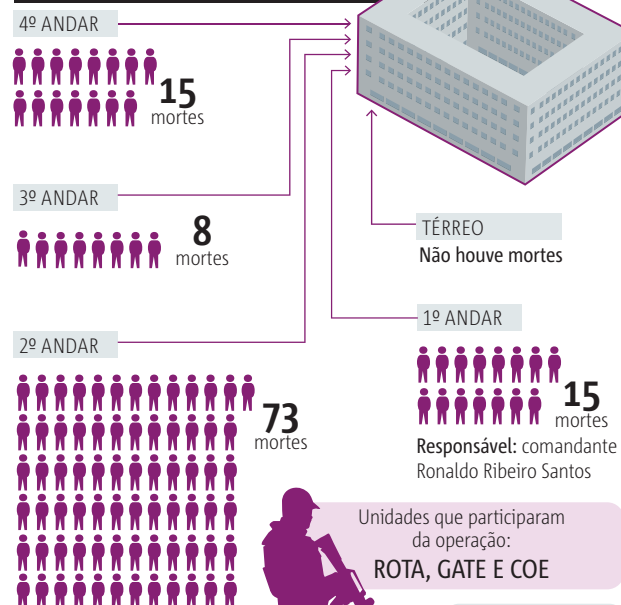 4º ANDAR
15
mortes
3º ANDAR
8
mortes
2º ANDAR
73
mortes
TÉRREO
Não houve mortes
1º ANDAR
15
mortes
Responsável: comandante
Ronaldo Ribeiro Santos
Unidades que participaram
da operação:
ROTA, GATE E COE